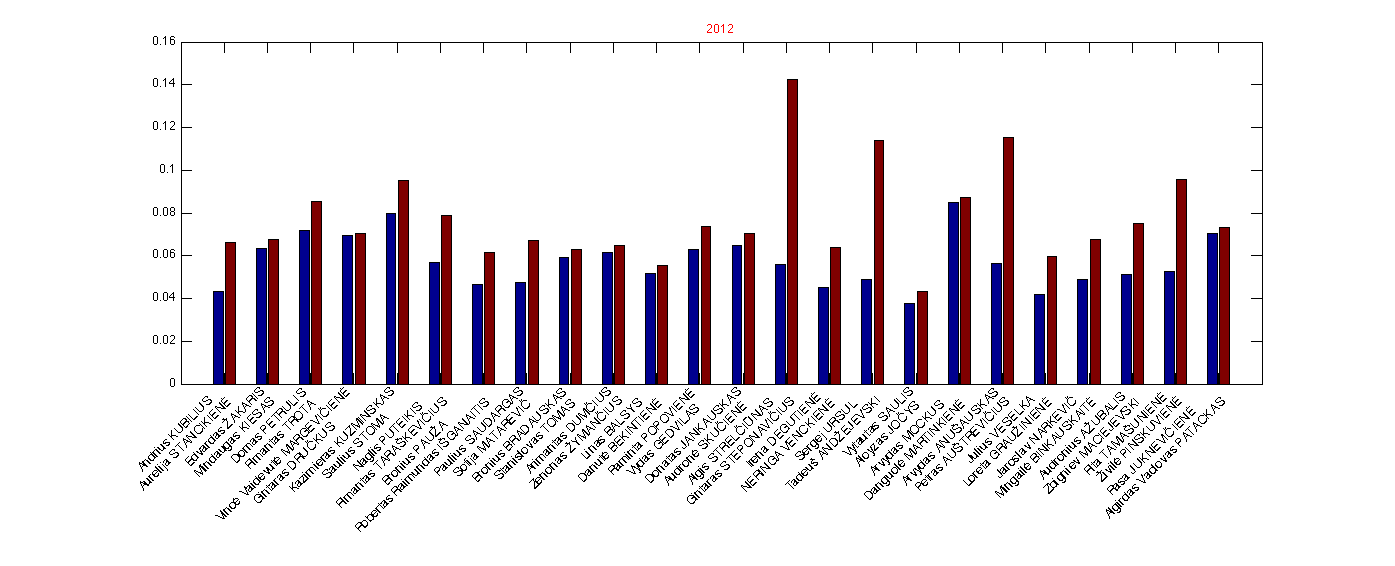 2012
0.16
0.14
0.12
0.1
0.08
0.06
0.04
0.02
0
Andrius KUBILIUS
Aurelija STANCIKIENĖ
Edvardas ŽAKARIS
Mindaugas KIESAS
Domas PETRULIS
Rimantas TROTA
Vincė Vaidevutė MARGEVIČIENĖ
Gintaras DRUČKUS
Kazimieras KUZMINSKAS
Saulius STOMA
Naglis PUTEIKIS
Rimantas TARAŠKEVIČIUS
Bronius PAUŽA
Robertas Raimundas IŠGANAITIS
Paulius SAUDARGAS
Sofija MATAREVIČ
Bronius BRADAUSKAS
Stanislovas TOMAS
Arimantas DUMČIUS
Zenonas ŽYMANČIUS
Linas BALSYS
Danutė BEKINTIENĖ
Raminta POPOVIENĖ
Vydas GEDVILAS
Donatas JANKAUSKAS
Audronė SKUČIENĖ
Algis STRELČIŪNAS
Gintaras STEPONAVIČIUS
Irena DEGUTIENĖ
NERINGA VENCKIENĖ
Sergej URSUL
Tadeuš ANDŽEJEVSKI
Vytautas SAULIS
Aloyzas JOČYS
Arvydas MOCKUS
Danguolė MARTINKIENĖ
Arvydas ANUŠAUSKAS
Petras AUŠTREVIČIUS
Julius VESELKA
Loreta GRAUŽINIENĖ
Jaroslav NARKEVIČ
Mingailė BINKAUSKAITĖ
Audronius AŽUBALIS
Zbignev MACIEJEVSKI
Rita TAMAŠUNIENĖ
Živilė PINSKUVIENĖ
Rasa JUKNEVIČIENĖ
Algirdas Vaclovas PATACKAS